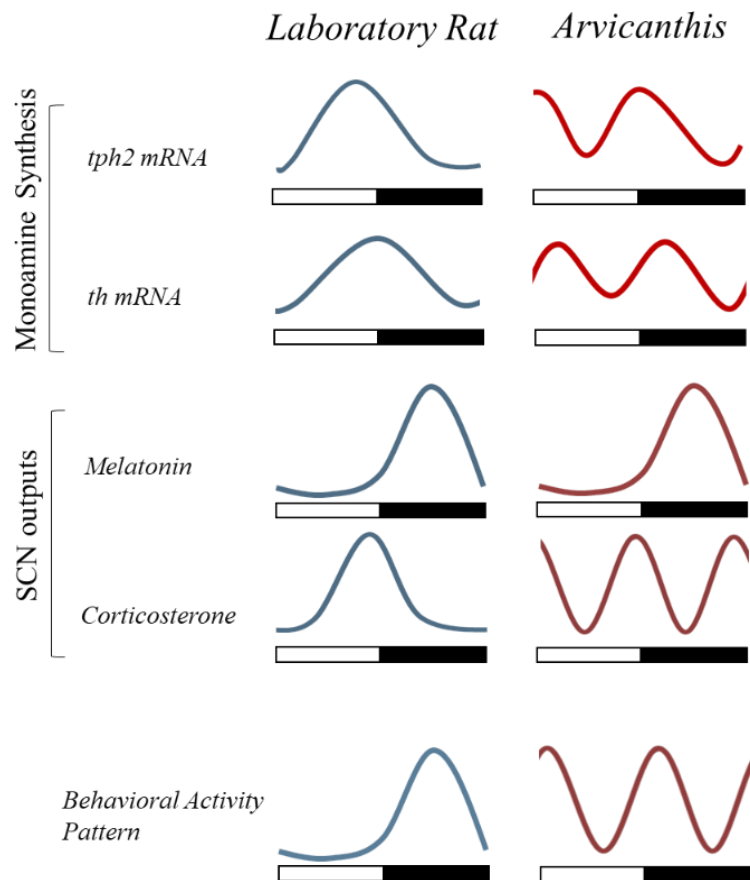 Laboratory Rat
Arvicanthis
Monoamine Synthesis
tph2 mRNA
th mRNA
SCN outputs
Melatonin
Corticosterone
Behavioral Activity
Pattern